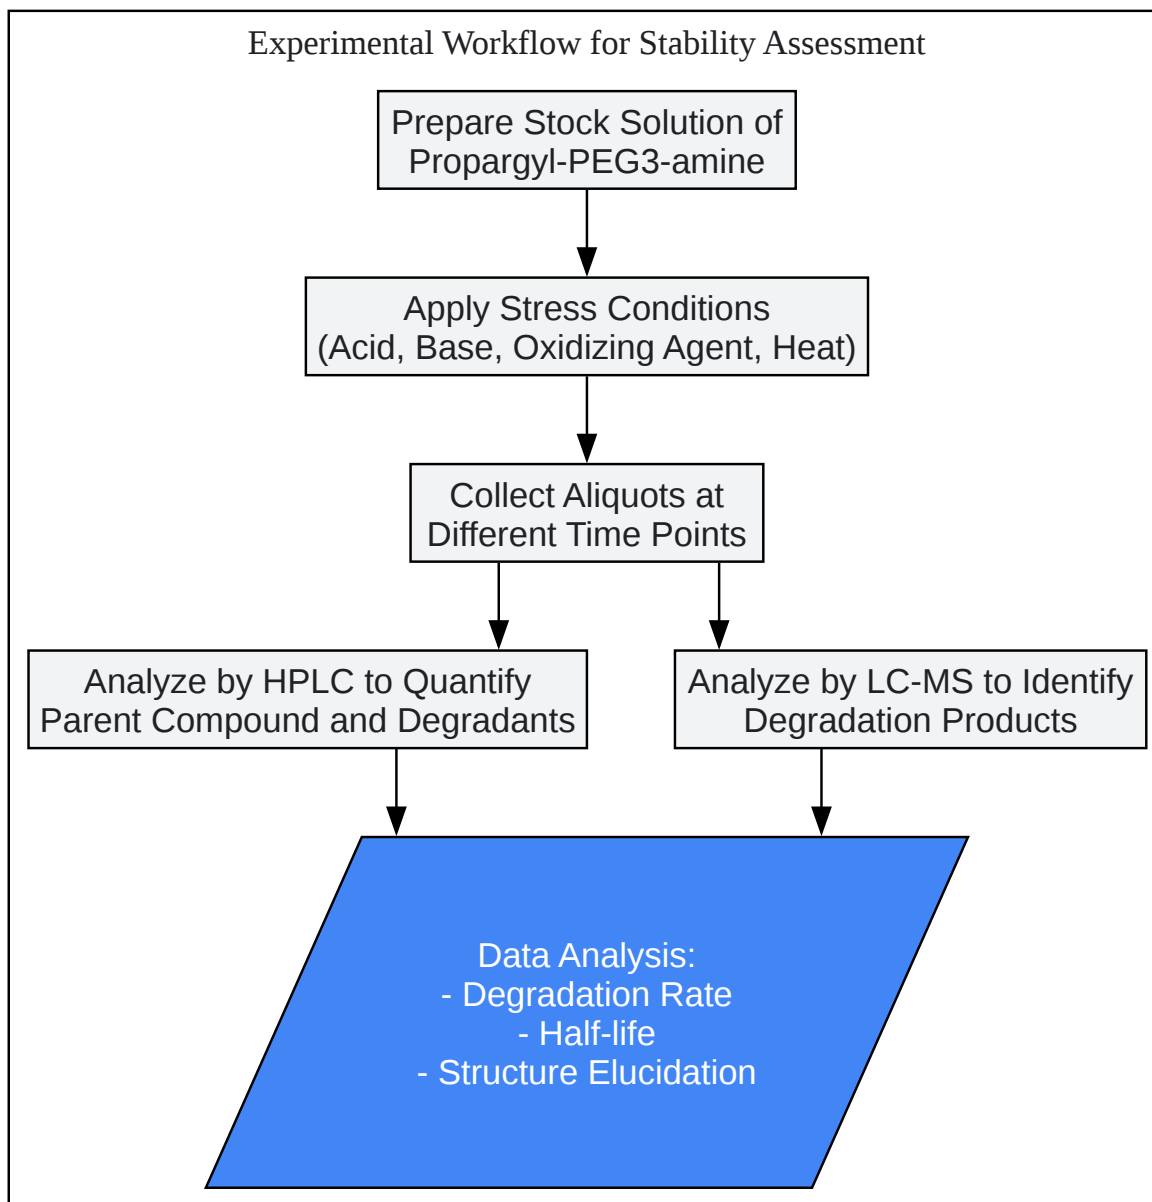 Experimental Workflow for Stability Assessment
Prepare Stock Solution of
Propargyl-PEG3-amine
Apply Stress Conditions
(Acid, Base, Oxidizing Agent, Heat)
Collect Aliquots at
Different Time Points
Analyze by HPLC to Quantify
Parent Compound and Degradants
Analyze by LC-MS to Identify
Degradation Products
Data Analysis:
- Degradation Rate
- Half-life
- Structure Elucidation